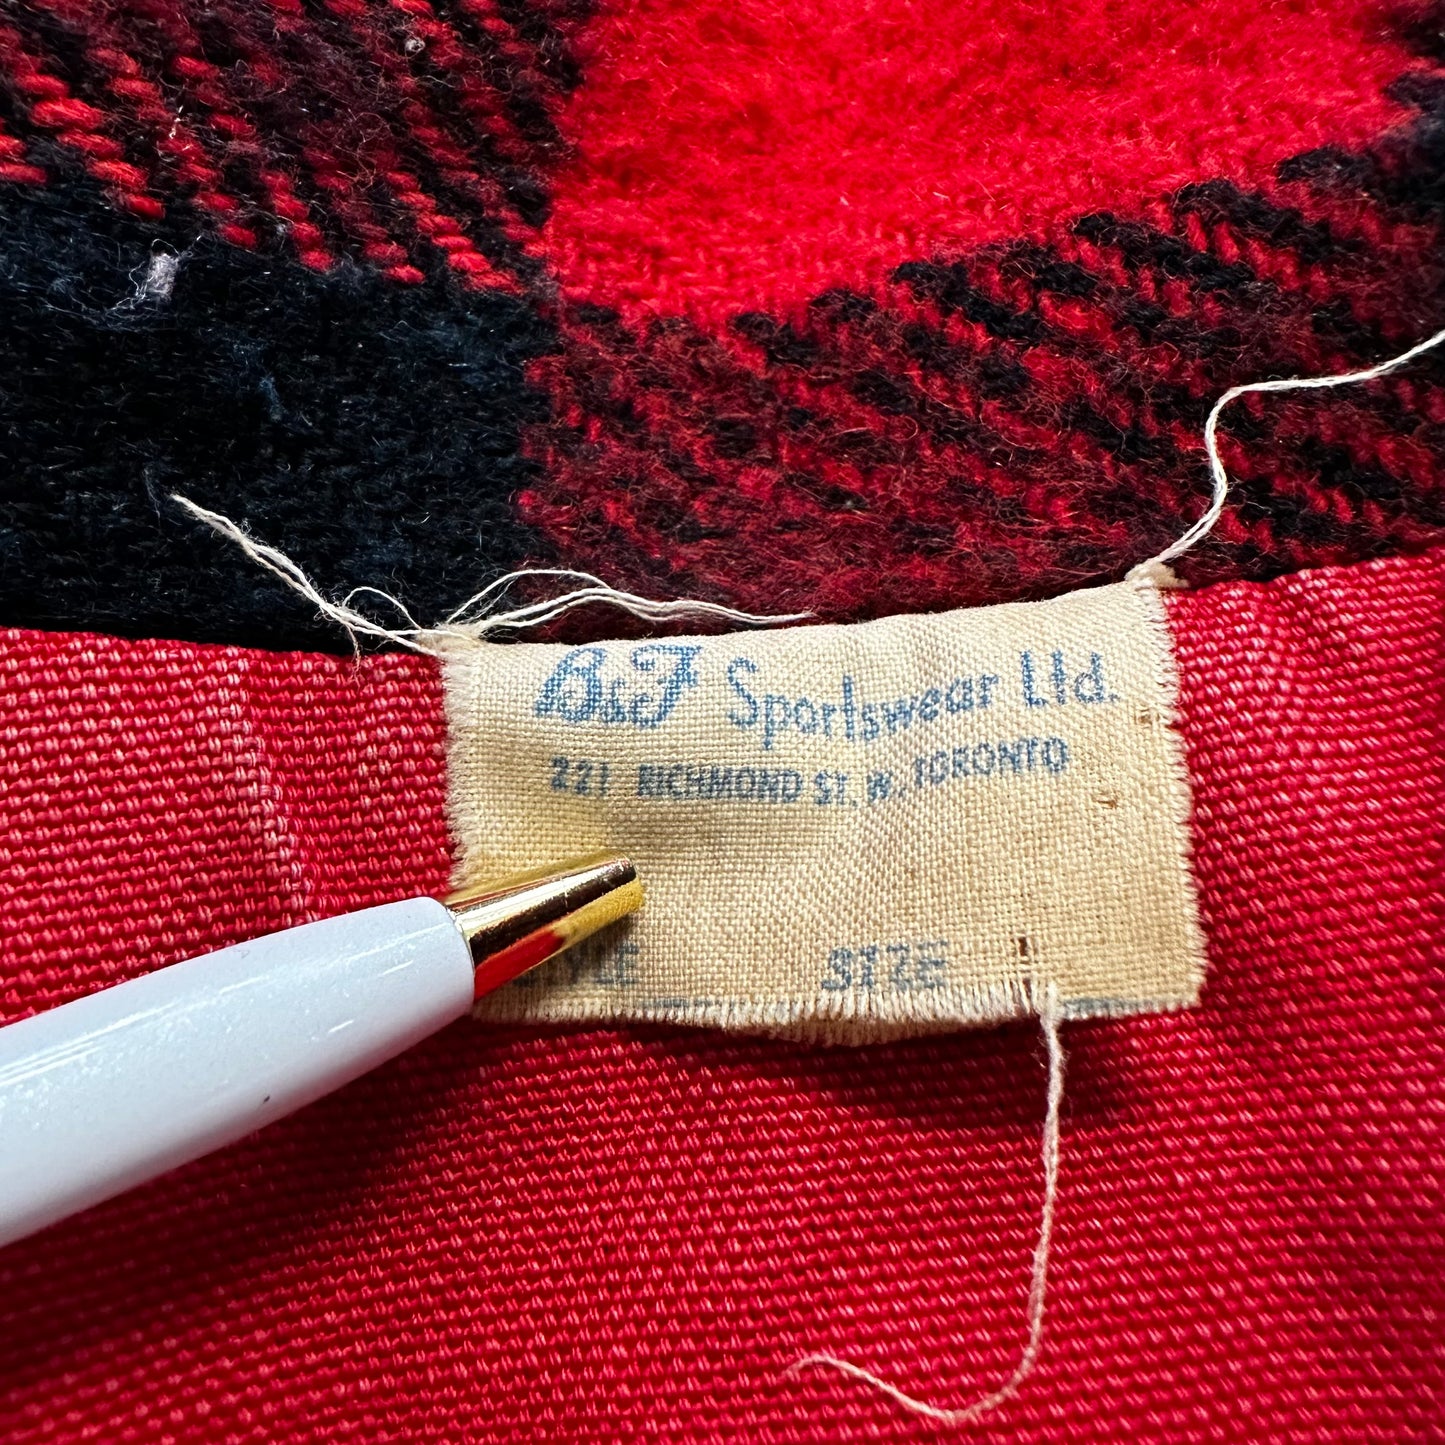 B&F Sportswear Ltd.
221 RICHMOND ST. W. TORONTO
SIZE